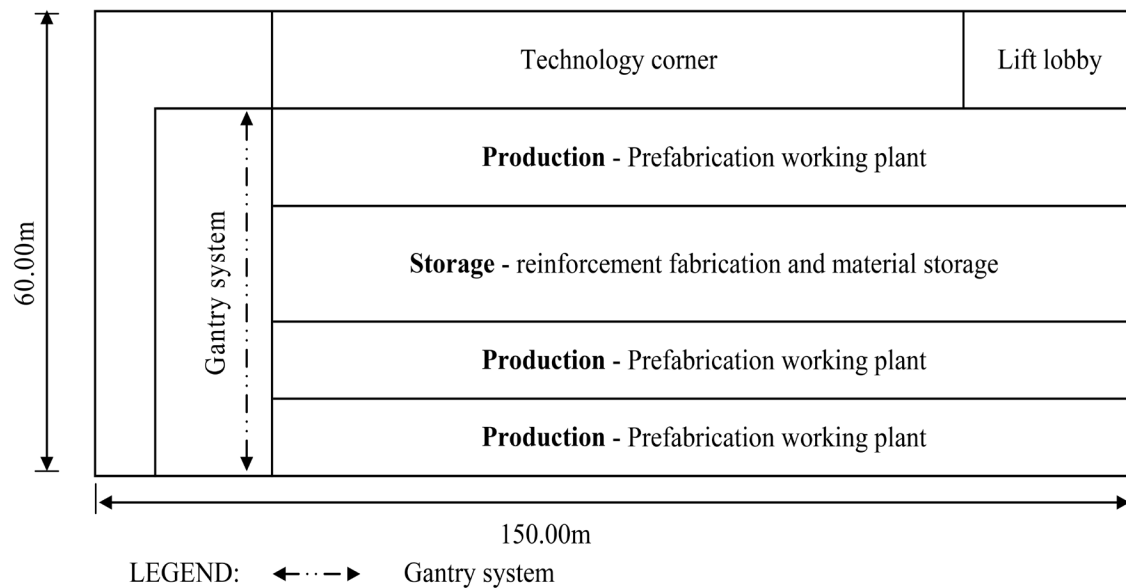 Technology corner
Lift lobby
Production - Prefabrication working plant
Storage - reinforcement fabrication and material storage
Production - Prefabrication working plant
Production - Prefabrication working plant
Gantry system
60.00m
150.00m
LEGEND: Gantry system